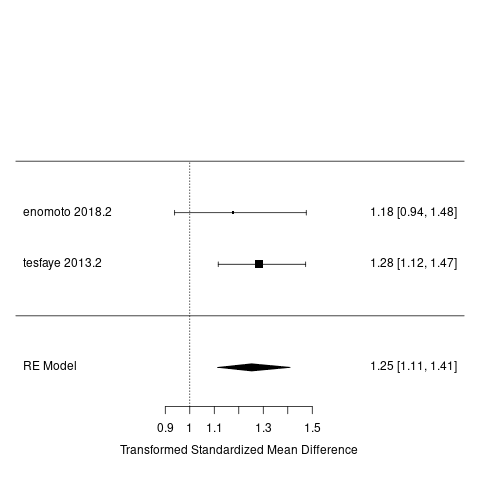 enomoto 2018.2 1.18 [0.94, 1.48]
tesfaye 2013.2 1.28 [1.12, 1.47]
RE Model 1.25 [1.11, 1.41]
0.9 1 1.1 1.3 1.5
Transformed Standardized Mean Difference